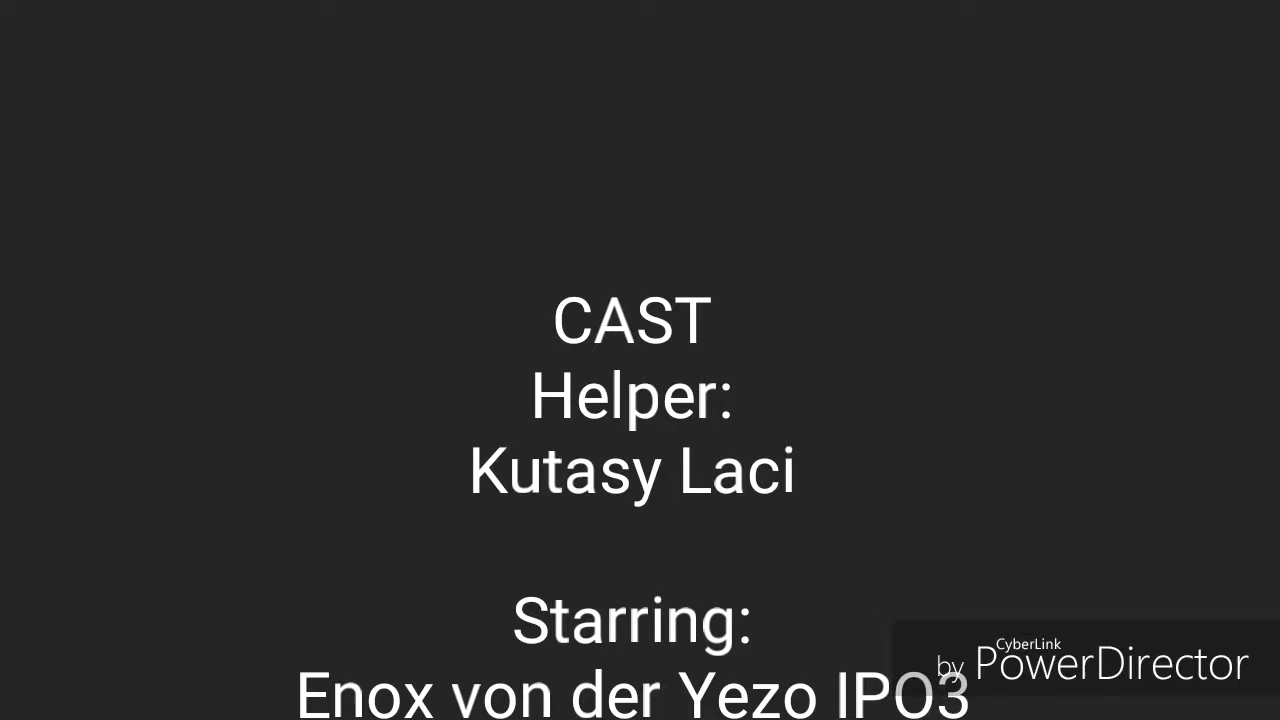 CAST
Helper:
Kutasy Laci
Starring:
Enox von der Yezo IPO3
CyberLink
by PowerDirector